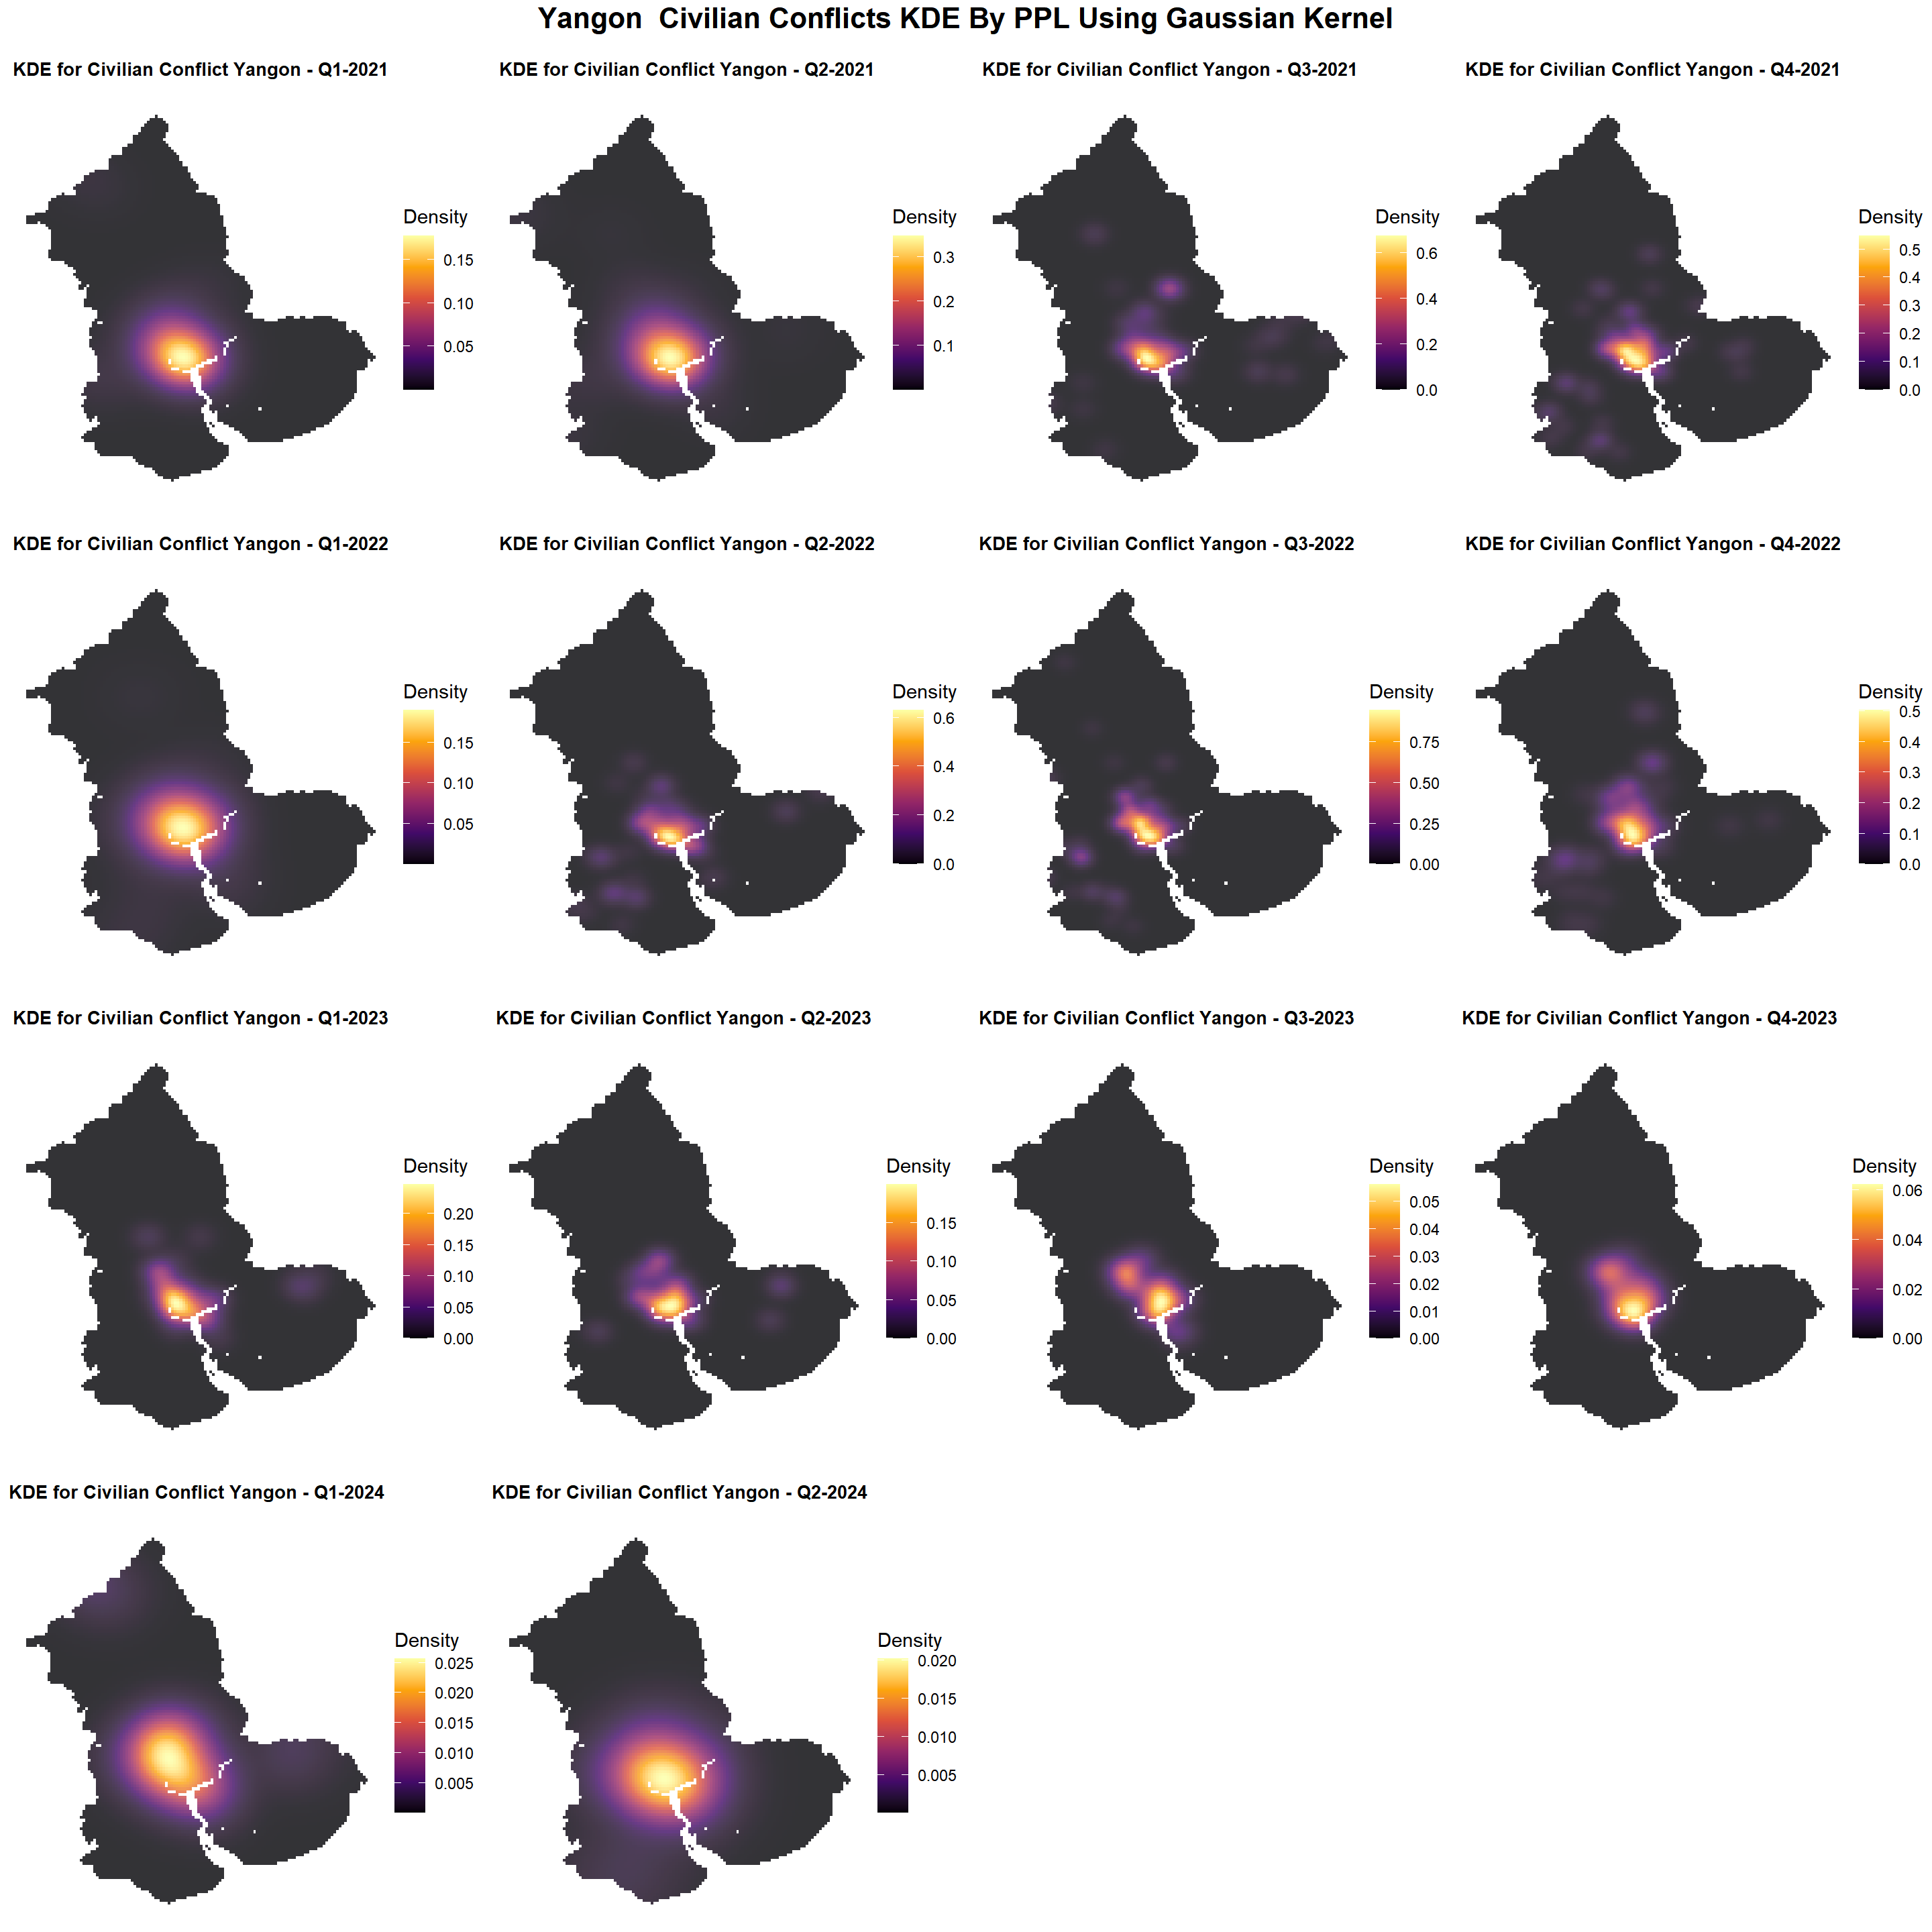 Yangon  Civilian Conflicts KDE By PPL Using Gaussian Kernel
KDE for Civilian Conflict Yangon - Q1-2021
Density
0.15
0.10
0.05
KDE for Civilian Conflict Yangon - Q2-2021
Density
0.3
0.2
0.1
KDE for Civilian Conflict Yangon - Q3-2021
Density
0.6
0.4
0.2
0.0
KDE for Civilian Conflict Yangon - Q4-2021
Density
0.5
0.4
0.3
0.2
0.1
0.0
KDE for Civilian Conflict Yangon - Q1-2022
Density
0.15
0.10
0.05
KDE for Civilian Conflict Yangon - Q2-2022
Density
0.6
0.4
0.2
0.0
KDE for Civilian Conflict Yangon - Q3-2022
Density
0.75
0.50
0.25
0.00
KDE for Civilian Conflict Yangon - Q4-2022
Density
0.5
0.4
0.3
0.2
0.1
0.0
KDE for Civilian Conflict Yangon - Q1-2023
Density
0.20
0.15
0.10
0.05
0.00
KDE for Civilian Conflict Yangon - Q2-2023
Density
0.15
0.10
0.05
0.00
KDE for Civilian Conflict Yangon - Q3-2023
Density
0.05
0.04
0.03
0.02
0.01
0.00
KDE for Civilian Conflict Yangon - Q4-2023
Density
0.06
0.04
0.02
0.00
KDE for Civilian Conflict Yangon - Q1-2024
Density
0.025
0.020
0.015
0.010
0.005
KDE for Civilian Conflict Yangon - Q2-2024
Density
0.020
0.015
0.010
0.005